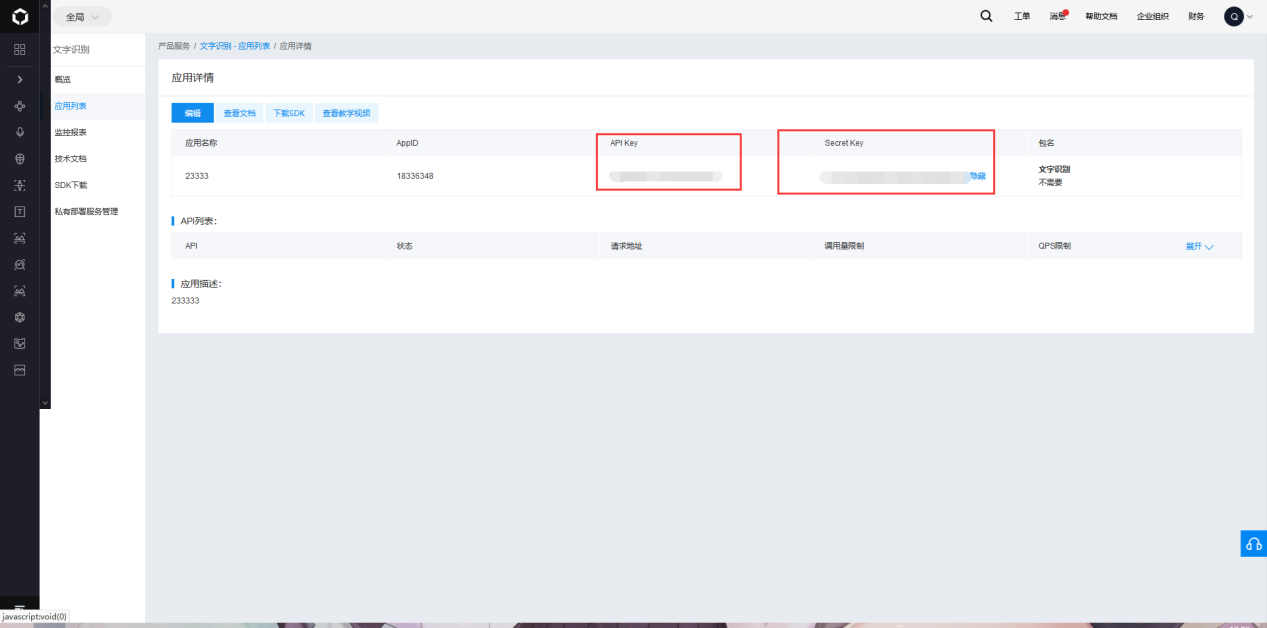 全局
工单 消息 帮助文档 企业组织 财务 Q
文字识别
概览
应用列表
监控报表
技术文档
SDK下载
私有部署服务管理
产品服务 / 文字识别 - 应用列表 / 应用详情
应用详情
编辑 查看文档 下载SDK 查看教学视频
应用名称 AppID API Key Secret Key 包名
23333 18336348 隐藏 文字识别
不需要
API列表:
API 状态 请求地址 调用量限制 QPS限制 展开
应用描述:
233333
javascript:void(0)